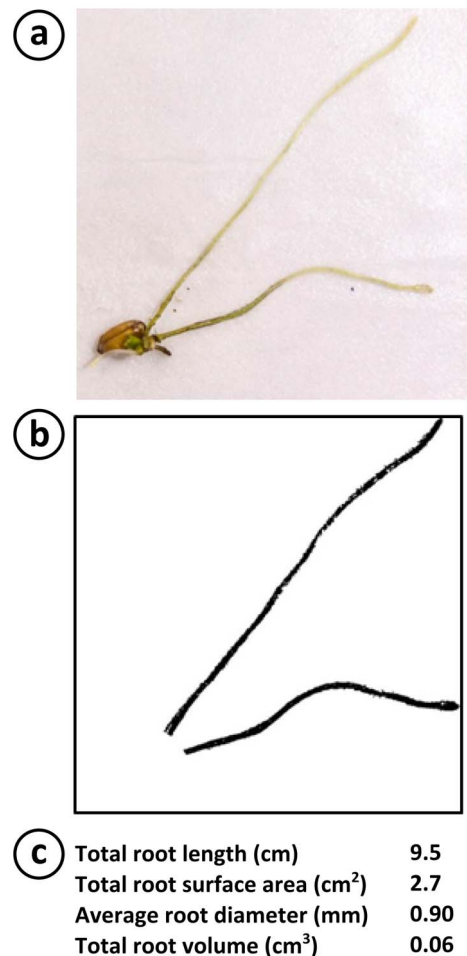 a
b
c
Total root length (cm) 9.5
Total root surface area (cm²) 2.7
Average root diameter (mm) 0.90
Total root volume (cm³) 0.06